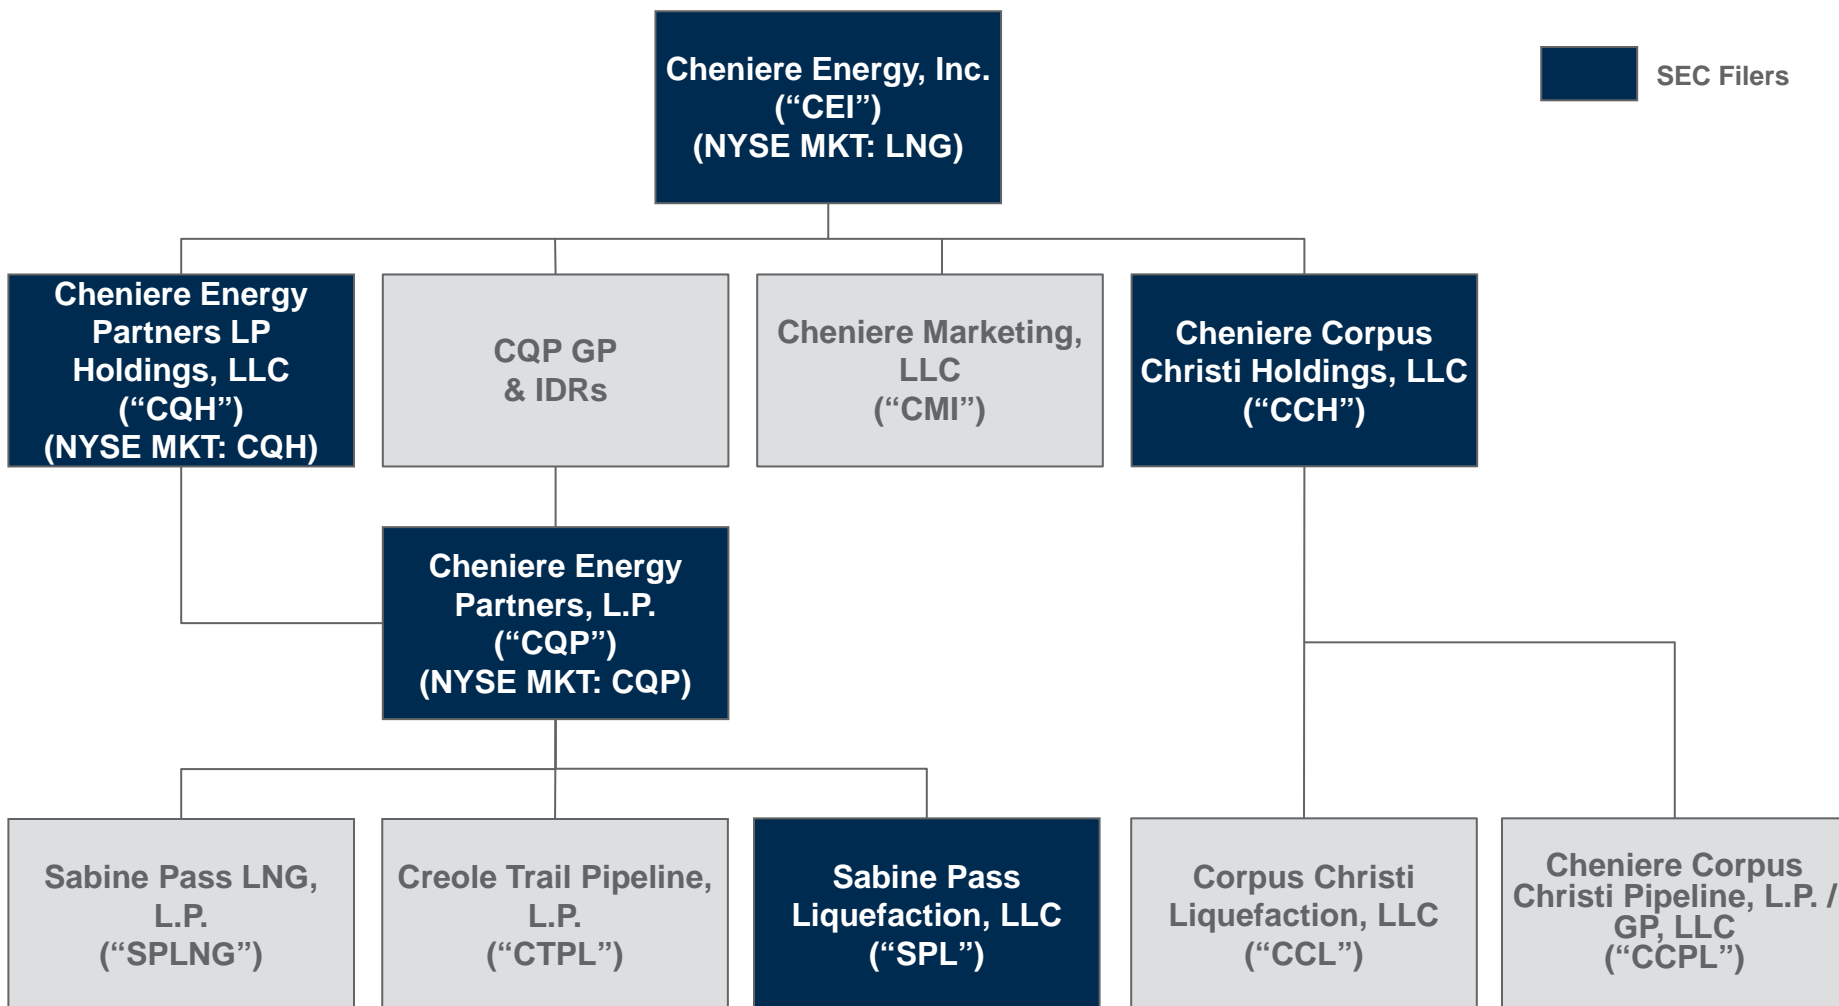 Cheniere Energy, Inc.
(“CEI”)
(NYSE MKT: LNG)
SEC Filers
Cheniere Energy
Partners LP
Holdings, LLC
(“CQH”)
(NYSE MKT: CQH)
CQP GP
& IDRs
Cheniere Marketing,
LLC
(“CMI”)
Cheniere Corpus
Christi Holdings, LLC
(“CCH”)
Cheniere Energy
Partners, L.P.
(“CQP”)
(NYSE MKT: CQP)
Sabine Pass LNG,
L.P.
(“SPLNG”)
Creole Trail Pipeline,
L.P.
(“CTPL”)
Sabine Pass
Liquefaction, LLC
(“SPL”)
Corpus Christi
Liquefaction, LLC
(“CCL”)
Cheniere Corpus
Christi Pipeline, L.P. /
GP, LLC
(“CCPL”)